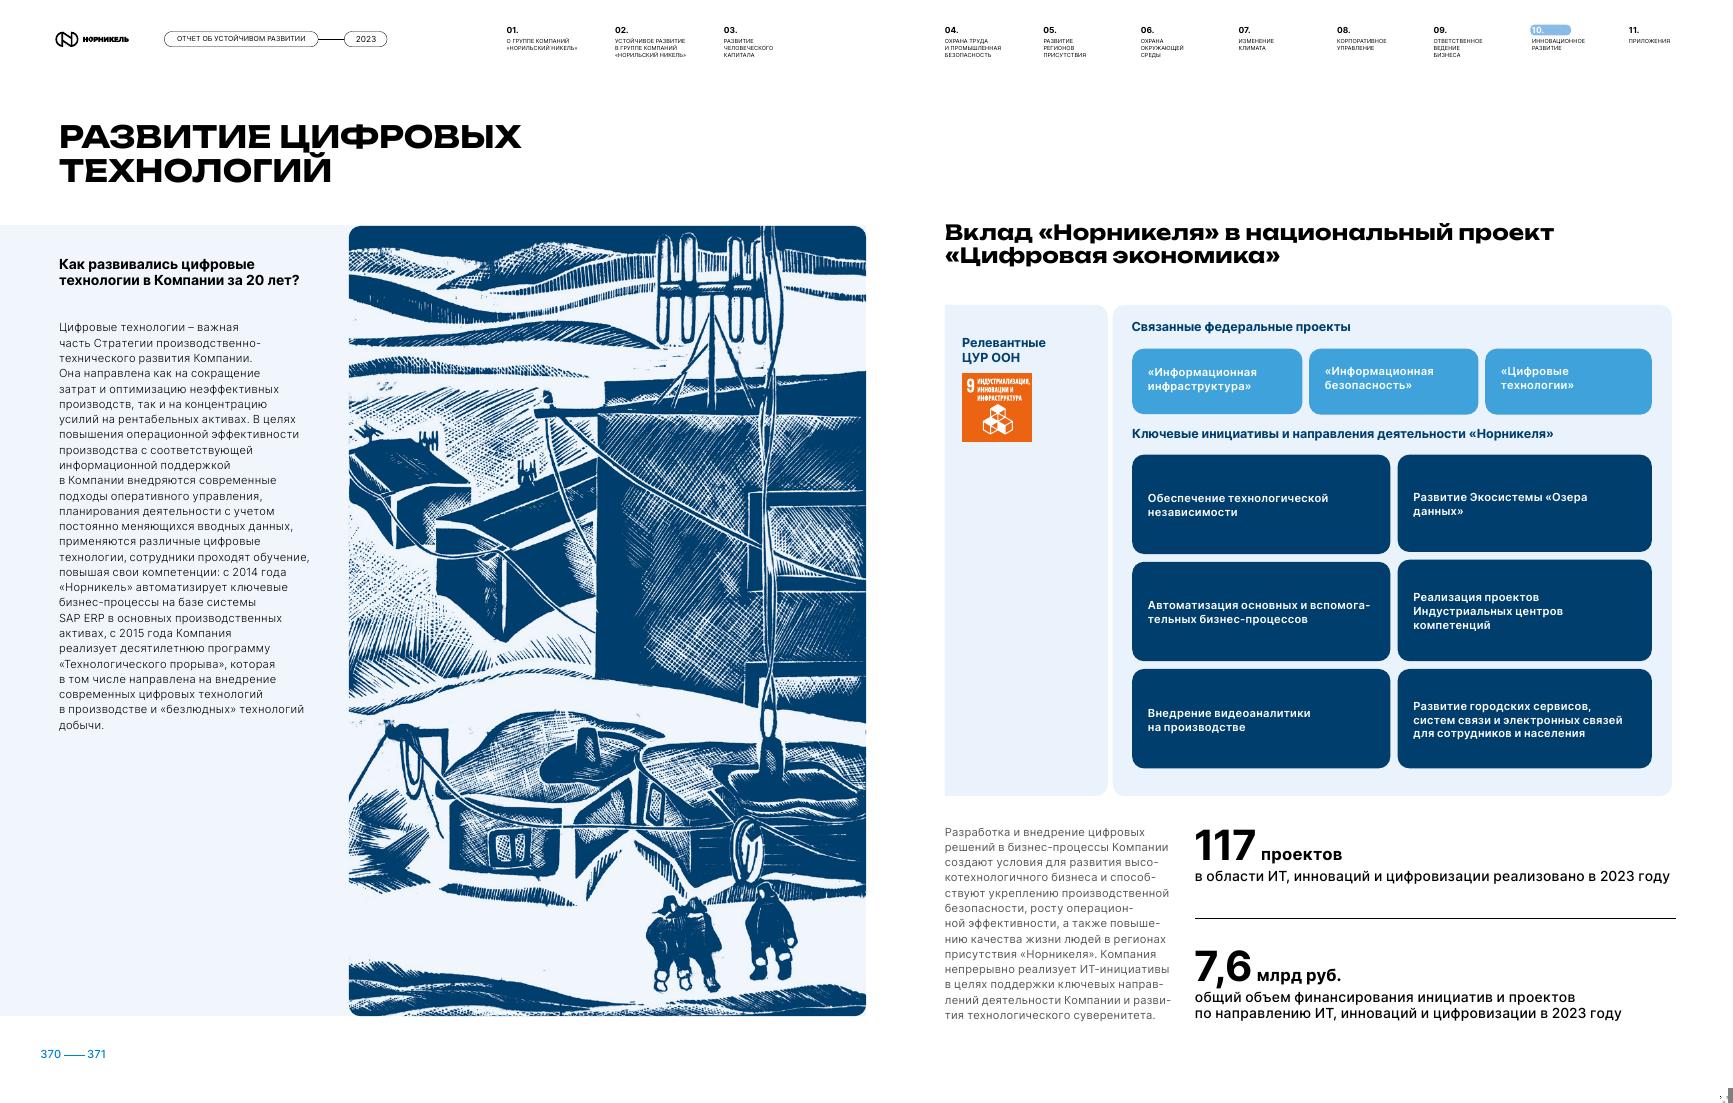 НОРНИКЕЛЬ
ОТЧЕТ ОБ УСТОЙЧИВОМ РАЗВИТИИ
2023
01.
О ГРУППЕ КОМПАНИЙ
«НОРИЛЬСКИЙ НИКЕЛЬ»
02.
УСТОЙЧИВОЕ РАЗВИТИЕ
В ГРУППЕ КОМПАНИЙ
«НОРИЛЬСКИЙ НИКЕЛЬ»
03.
РАЗВИТИЕ
ЧЕЛОВЕЧЕСКОГО
КАПИТАЛА
04.
ОХРАНА ТРУДА
И ПРОМЫШЛЕННАЯ
БЕЗОПАСНОСТЬ
05.
РАЗВИТИЕ
РЕГИОНОВ
ПРИСУТСТВИЯ
06.
ОХРАНА
ОКРУЖАЮЩЕЙ
СРЕДЫ
07.
ИЗМЕНЕНИЕ
КЛИМАТА
08.
КОРПОРАТИВНОЕ
УПРАВЛЕНИЕ
09.
ОТВЕТСТВЕННОЕ
ВЕДЕНИЕ
БИЗНЕСА
10.
ИННОВАЦИОННОЕ
РАЗВИТИЕ
11.
ПРИЛОЖЕНИЯ
РАЗВИТИЕ ЦИФРОВЫХ
ТЕХНОЛОГИЙ
Как развивались цифровые
технологии в Компании за 20 лет?
Цифровые технологии – важная
часть Стратегии производственно-
технического развития Компании.
Она направлена как на сокращение
затрат и оптимизацию неэффективных
производств, так и на концентрацию
усилий на рентабельных активах. В целях
повышения операционной эффективности
производства с соответствующей
информационной поддержкой
в Компании внедряются современные
подходы оперативного управления,
планирования деятельности с учетом
постоянно меняющихся вводных данных,
применяются различные цифровые
технологии, сотрудники проходят обучение,
повышая свои компетенции: с 2014 года
«Норникель» автоматизирует ключевые
бизнес-процессы на базе системы
SAP ERP в основных производственных
активах, с 2015 года Компания
реализует десятилетнюю программу
«Технологического прорыва», которая
в том числе направлена на внедрение
современных цифровых технологий
в производстве и «безлюдных» технологий
добычи.
Вклад «Норникеля» в национальный проект
«Цифровая экономика»
Релевантные
ЦУР ООН
9 ИНДУСТРИАЛИЗАЦИЯ,
ИННОВАЦИИ И
ИНФРАСТРУКТУРА
Связанные федеральные проекты
«Информационная
инфраструктура»
«Информационная
безопасность»
«Цифровые
технологии»
Ключевые инициативы и направления деятельности «Норникеля»
Обеспечение технологической
независимости
Развитие Экосистемы «Озера
данных»
Автоматизация основных и вспомога-
тельных бизнес-процессов
Реализация проектов
Индустриальных центров
компетенций
Внедрение видеоаналитики
на производстве
Развитие городских сервисов,
систем связи и электронных связей
для сотрудников и населения
Разработка и внедрение цифровых
решений в бизнес-процессы Компании
создают условия для развития высо-
котехнологичного бизнеса и способ-
ствуют укреплению производственной
безопасности, росту операцион-
ной эффективности, а также повыше-
нию качества жизни людей в регионах
присутствия «Норникеля». Компания
непрерывно реализует ИТ-инициативы
в целях поддержки ключевых направ-
лений деятельности Компании и разви-
тия технологического суверенитета.
117 проектов
в области ИТ, инноваций и цифровизации реализовано в 2023 году
7,6 млрд руб.
общий объем финансирования инициатив и проектов
по направлению ИТ, инноваций и цифровизации в 2023 году
370 — 371